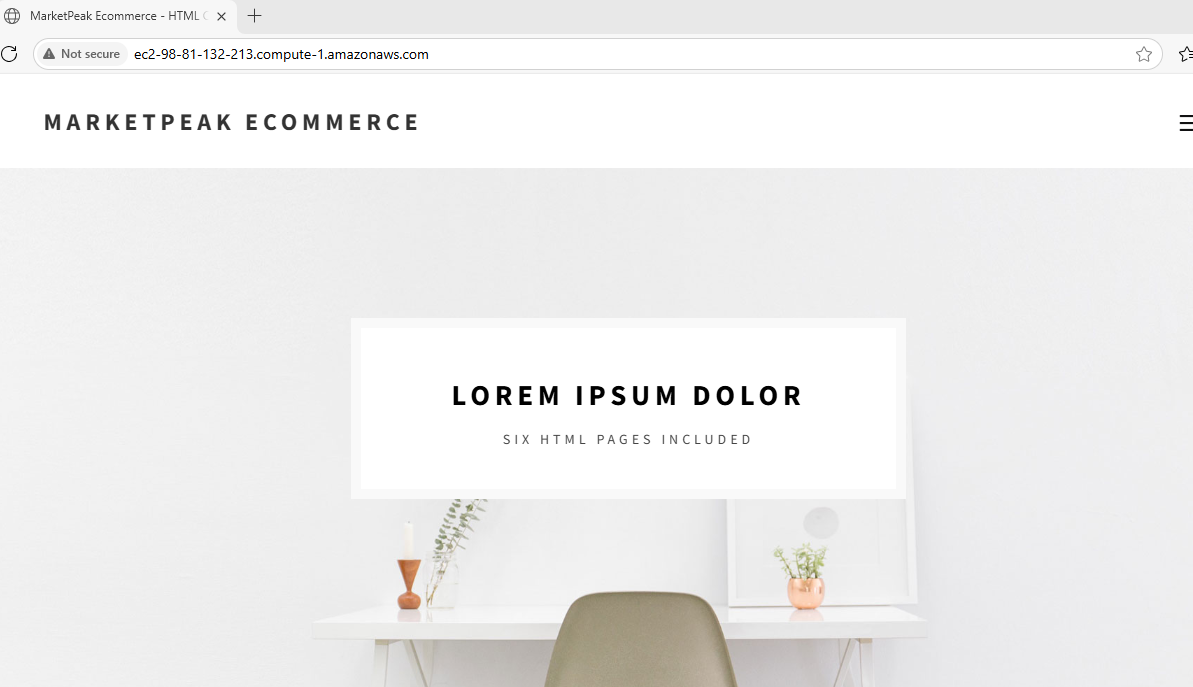 MarketPeak Ecommerce - HTML
Not secure
ec2-98-81-132-213.compute-1.amazonaws.com
MARKETPEAK ECOMMERCE
LOREM IPSUM DOLOR
SIX HTML PAGES INCLUDED